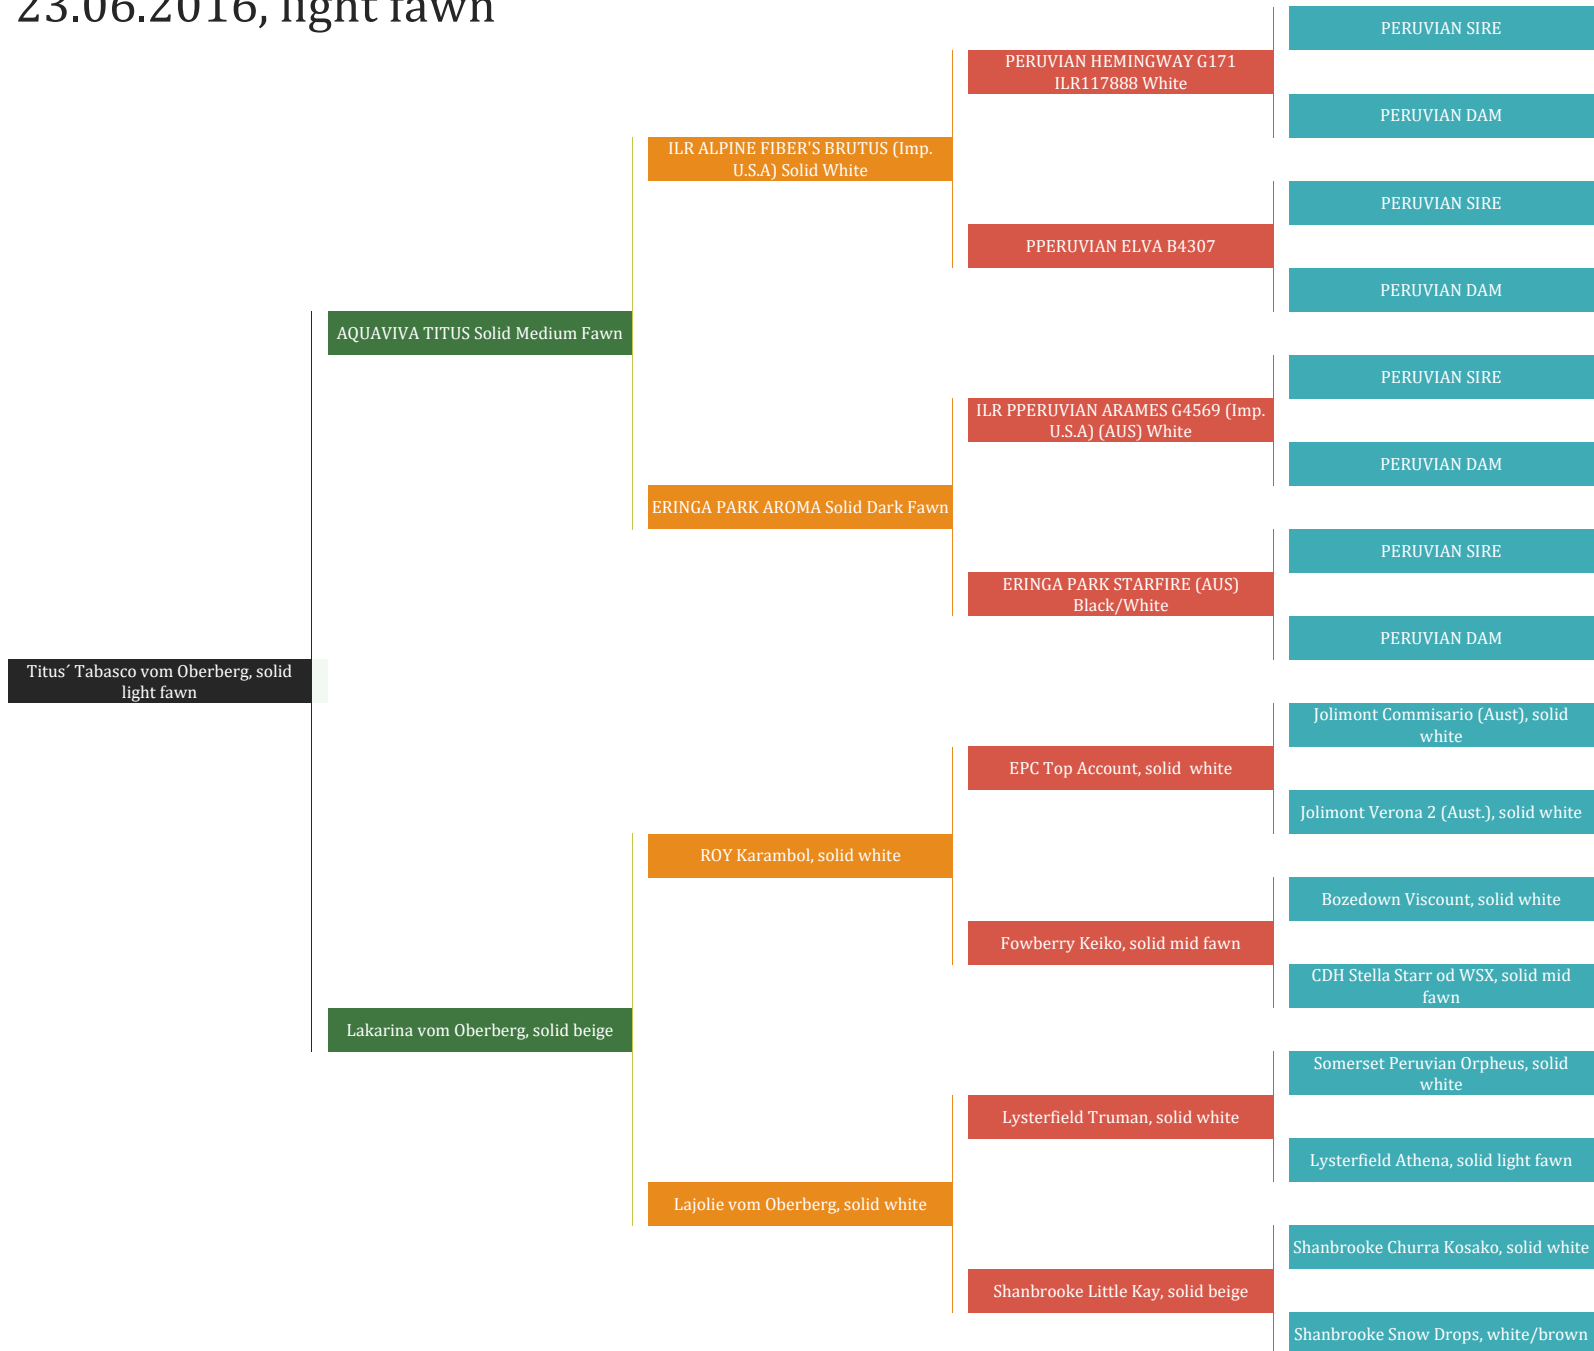 23.06.2016, light fawn
PERUVIAN SIRE
PERUVIAN HEMINGWAY G171
ILR117888 White
PERUVIAN DAM
ILR ALPINE FIBER'S BRUTUS (Imp.
U.S.A) Solid White
PERUVIAN SIRE
PPERUVIAN ELVA B4307
PERUVIAN DAM
AQUAVIVA TITUS Solid Medium Fawn
PERUVIAN SIRE
ILR PPERUVIAN ARAMES G4569 (Imp.
U.S.A) (AUS) White
PERUVIAN DAM
ERINGA PARK AROMA Solid Dark Fawn
PERUVIAN SIRE
ERINGA PARK STARFIRE (AUS)
Black/White
PERUVIAN DAM
Titus´ Tabasco vom Oberberg, solid
light fawn
Jolimont Commisario (Aust), solid
white
EPC Top Account, solid  white
Jolimont Verona 2 (Aust.), solid white
ROY Karambol, solid white
Bozedown Viscount, solid white
Fowberry Keiko, solid mid fawn
CDH Stella Starr od WSX, solid mid
fawn
Lakarina vom Oberberg, solid beige
Somerset Peruvian Orpheus, solid
white
Lysterfield Truman, solid white
Lysterfield Athena, solid light fawn
Lajolie vom Oberberg, solid white
Shanbrooke Churra Kosako, solid white
Shanbrooke Little Kay, solid beige
Shanbrooke Snow Drops, white/brown